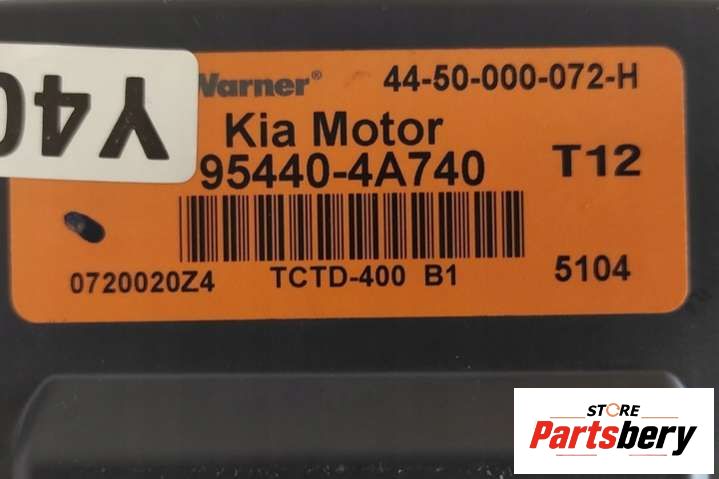 Warner® 44-50-000-072-H
Kia Motor
95440-4A740 T12
0720020Z4 TCTD-400 B1 5104
Y40
STORE
Partsbery